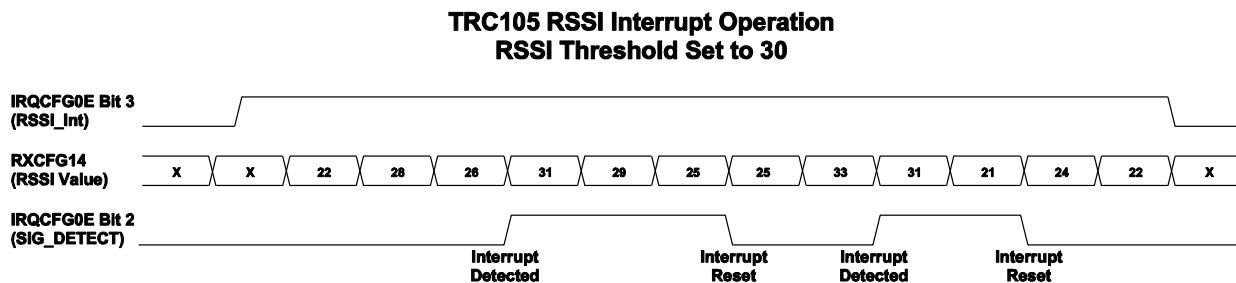 TRC105 RSSI Interrupt Operation
RSSI Threshold Set to 30
IRQCFG0E Bit 3
(RSSI_Int)
RXCFG14
(RSSI Value)
X X 22 28 26 31 29 25 25 33 31 21 24 22 X
IRQCFG0E Bit 2
(SIG_DETECT)
Interrupt Detected
Interrupt Reset
Interrupt Detected
Interrupt Reset